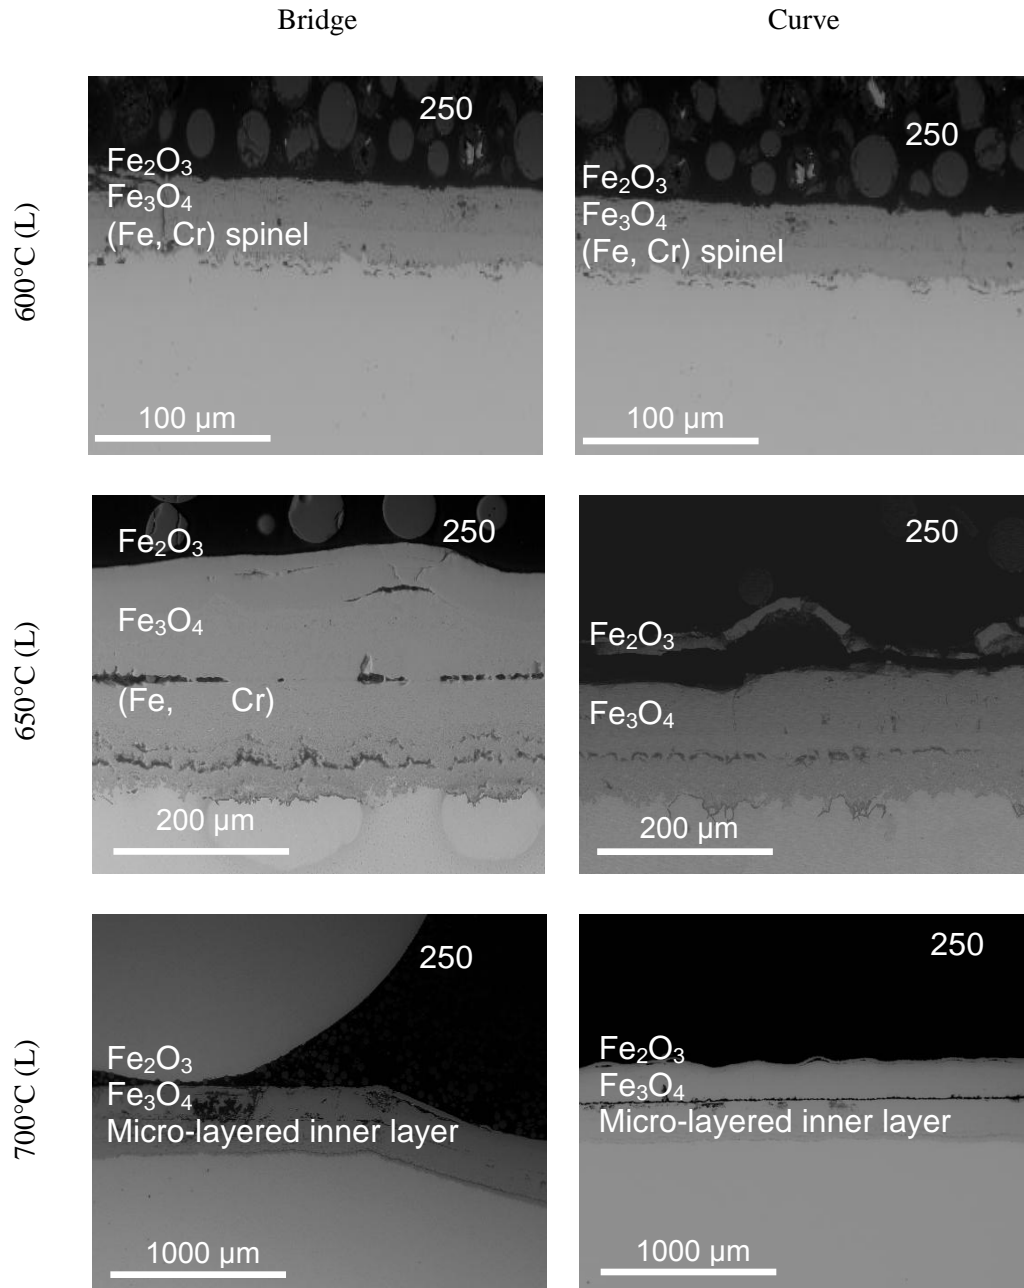 Bridge
Curve
600°C (L)
250
Fe₂O₃
Fe₃O₄
(Fe, Cr) spinel
100 µm
250
Fe₂O₃
Fe₃O₄
(Fe, Cr) spinel
100 µm
650°C (L)
250
Fe₂O₃
Fe₃O₄
(Fe, Cr)
200 µm
250
Fe₂O₃
Fe₃O₄
200 µm
700°C (L)
250
Fe₂O₃
Fe₃O₄
Micro-layered inner layer
1000 µm
250
Fe₂O₃
Fe₃O₄
Micro-layered inner layer
1000 µm